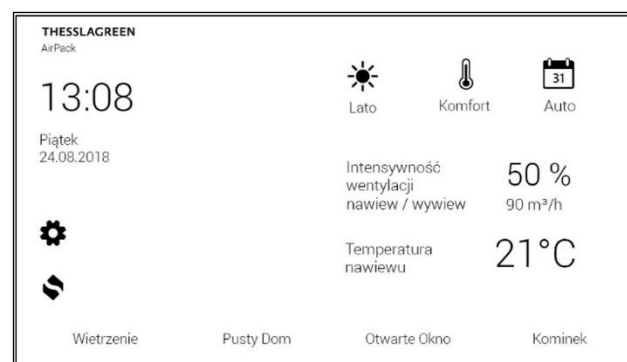 THESSLAGREEN
AirPack
13:08
Piątek
24.08.2018
31
Lato
Komfort
Auto
Intensywność
wentylacji
nawiew / wywiew
50 %
90 m³/h
Temperatura
nawiewu
21°C
Wietrzenie
Pusty Dom
Otwarte Okno
Kominek